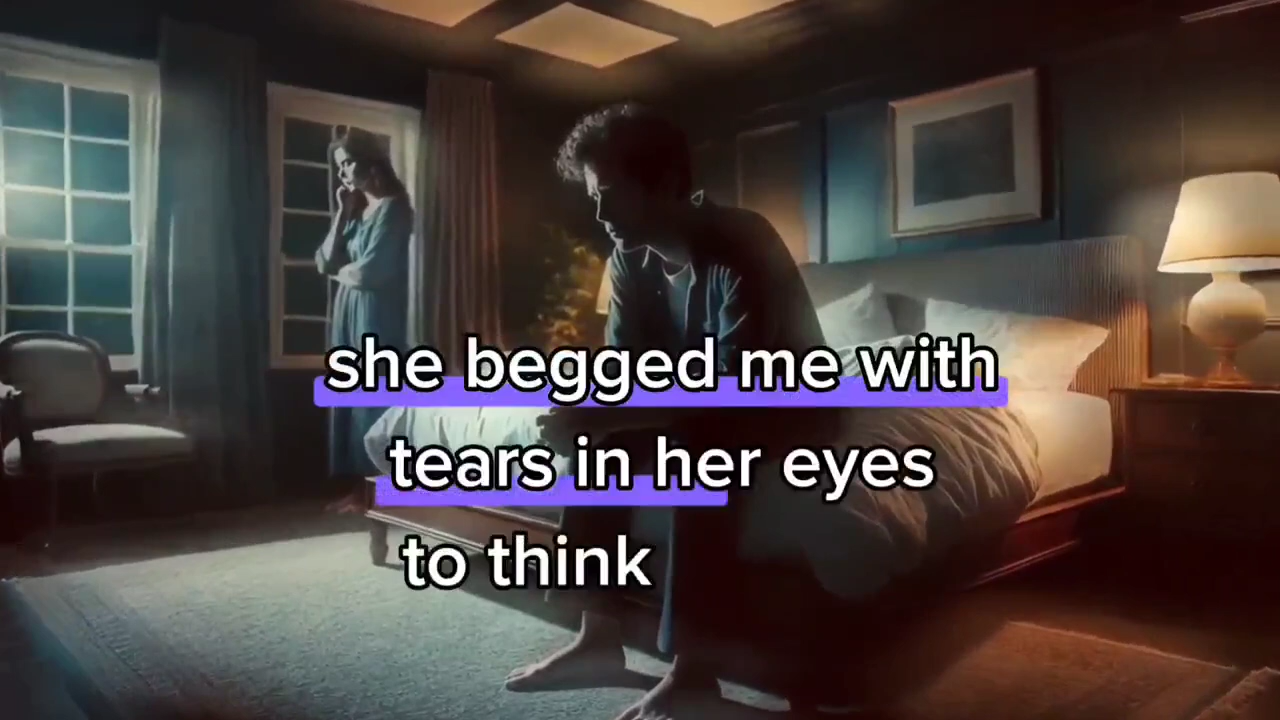 she begged me with
tears in her eyes
to think